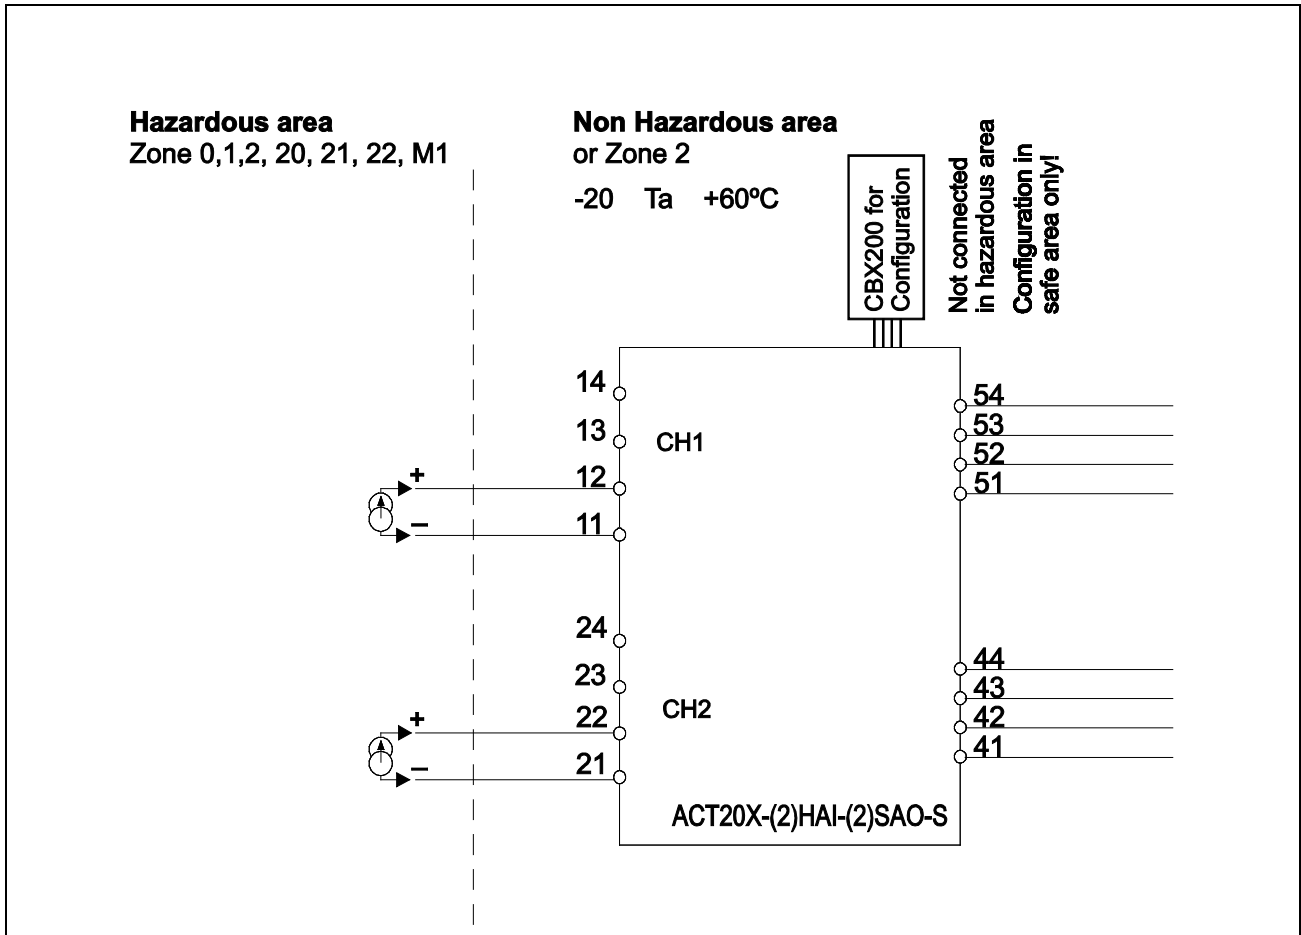 Hazardous area
Zone 0,1,2, 20, 21, 22, M1
Non Hazardous area
or Zone 2
-20 Ta +60ºC
CBX200 for
Configuration
Not connected
in hazardous area
Configuration in
safe area only!
14
13
12
11
CH1
+
–
54
53
52
51
24
23
22
21
CH2
+
–
44
43
42
41
ACT20X-(2)HAI-(2)SAO-S